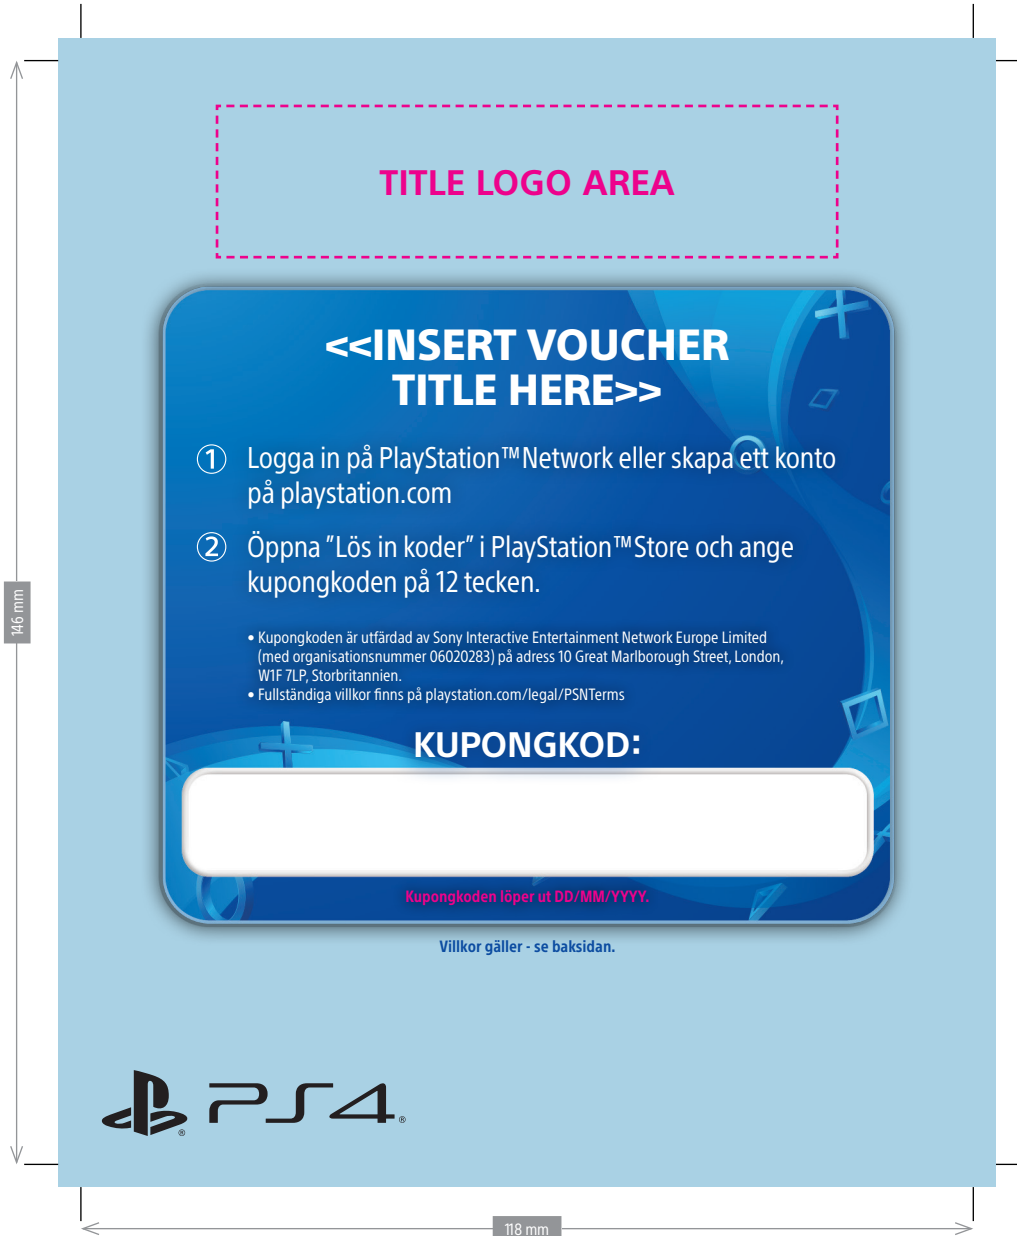 TITLE LOGO AREA
<<INSERT VOUCHER
TITLE HERE>>
1 Logga in på PlayStation™Network eller skapa ett konto
på playstation.com
2 Öppna ”Lös in koder” i PlayStation™Store och ange
kupongkoden på 12 tecken.
• Kupongkoden är utfärdad av Sony Interactive Entertainment Network Europe Limited
(med organisationsnummer 06020283) på adress 10 Great Marlborough Street, London,
W1F 7LP, Storbritannien.
• Fullständiga villkor finns på playstation.com/legal/PSNTerms
KUPONGKOD:
Kupongkoden löper ut DD/MM/YYYY.
Villkor gäller - se baksidan.
® PS4®
146 mm
118 mm